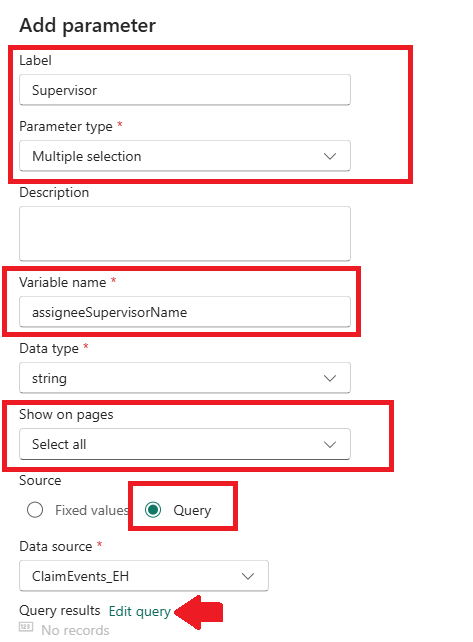 Add parameter
Label
Supervisor
Parameter type *
Multiple selection
Description
Variable name *
assigneeSupervisorName
Data type *
string
Show on pages
Select all
Source
Fixed values Query
Data source *
ClaimEvents_EH
Query results Edit query
No records